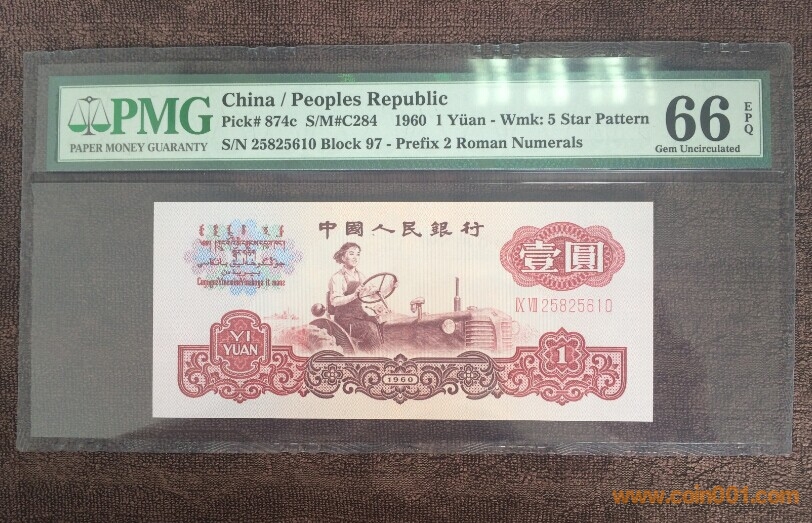 PMG
PAPER MONEY GUARANTY
China / Peoples Republic
Pick# 874c S/M#C284 1960 1 Yüan - Wmk: 5 Star Pattern
S/N 25825610 Block 97 - Prefix 2 Roman Numerals
66
EPQ
Gem Uncirculated
中國人民銀行
壹圓
IX VIII 25825610
YI
YUAN
1960
1
www.coin001.com